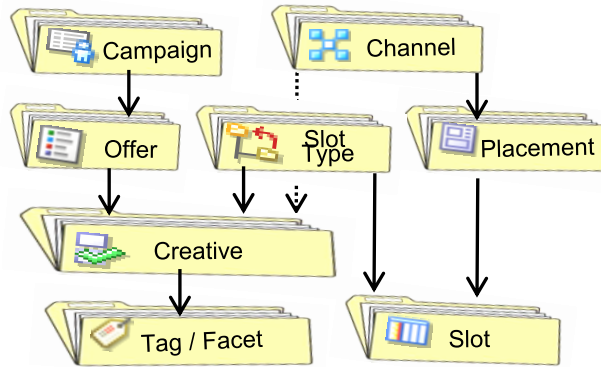 Campaign
Channel
Offer
Slot
Type
Placement
Creative
Tag / Facet
Slot